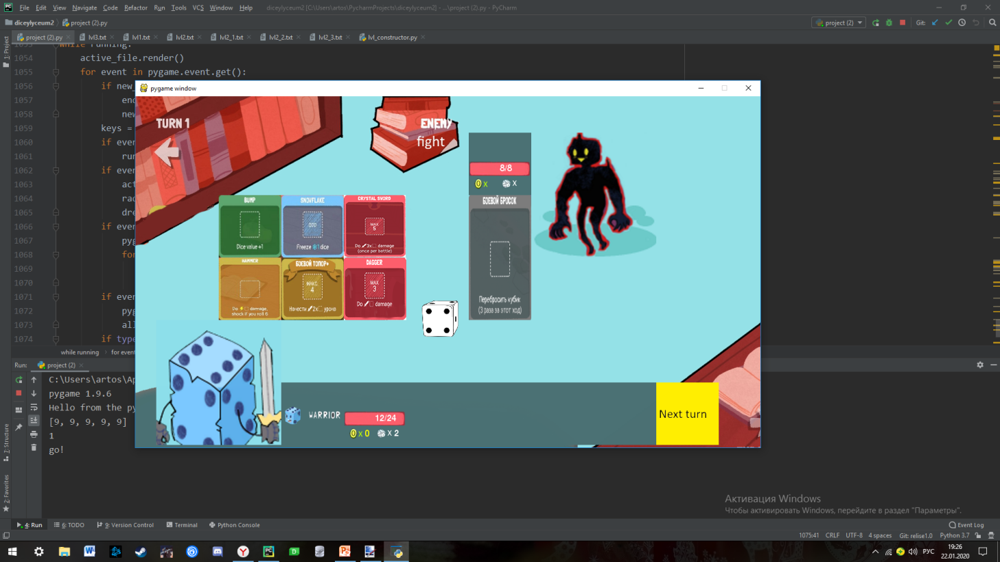 File Edit View Navigate Code Refactor Run Tools VCS Window Help diceylyceum2 [C:\Users\artos\PycharmProjects\diceylyceum2] - ...\project (2).py - PyCharm
diceylyceum2 project (2).py project (2) Git:
project (2).py lvl3.txt lvl1.txt lvl2.txt lvl2_1.txt lvl2_2.txt lvl2_3.txt lvl_constructor.py
1: Project
while running:
1054 active_file.render()
1055 for event in pygame.event.get():
1056 if new_
1057 end
1058 new
1059 keys =
1060 if ever
1061 run
1062 if ever
1063 act
1064 rac
1065 dre
1066 if ever
1067 pyg
1068 for
1069
1070
1071 if ever
1072 pyg
1073 all
1074 if type
while running for event
pygame window
TURN 1
ENEMY
fight
8/8
x X
BUMP
Dice value +1
SNOWFLAKE
ODD
Freeze 1 dice
CRYSTAL SWORD
MAX
5
Do 3x damage
(once per battle)
HAMMER
Do damage,
shock if you roll 6
БОЕВОЙ ТОПОР+
МАКС.
4
Нанести 2x урона
DAGGER
MAX
3
Do damage
БОЕВОЙ БРОСОК
Перебросить кубик
(3 раза за этот ход)
WARRIOR
12/24
x 0 X 2
Next turn
Run: project (2)
C:\Users\artos\Ap
pygame 1.9.6
Hello from the py
[9, 9, 9, 9, 9]
1
go!
7: Structure
2: Favorites
Активация Windows
Чтобы активировать Windows, перейдите в раздел "Параметры".
4: Run 6: TODO 9: Version Control Terminal Python Console Event Log
1075:41 CRLF UTF-8 4 spaces Git: relise1.0 Python 3.7
РУС
19:26
22.01.2020